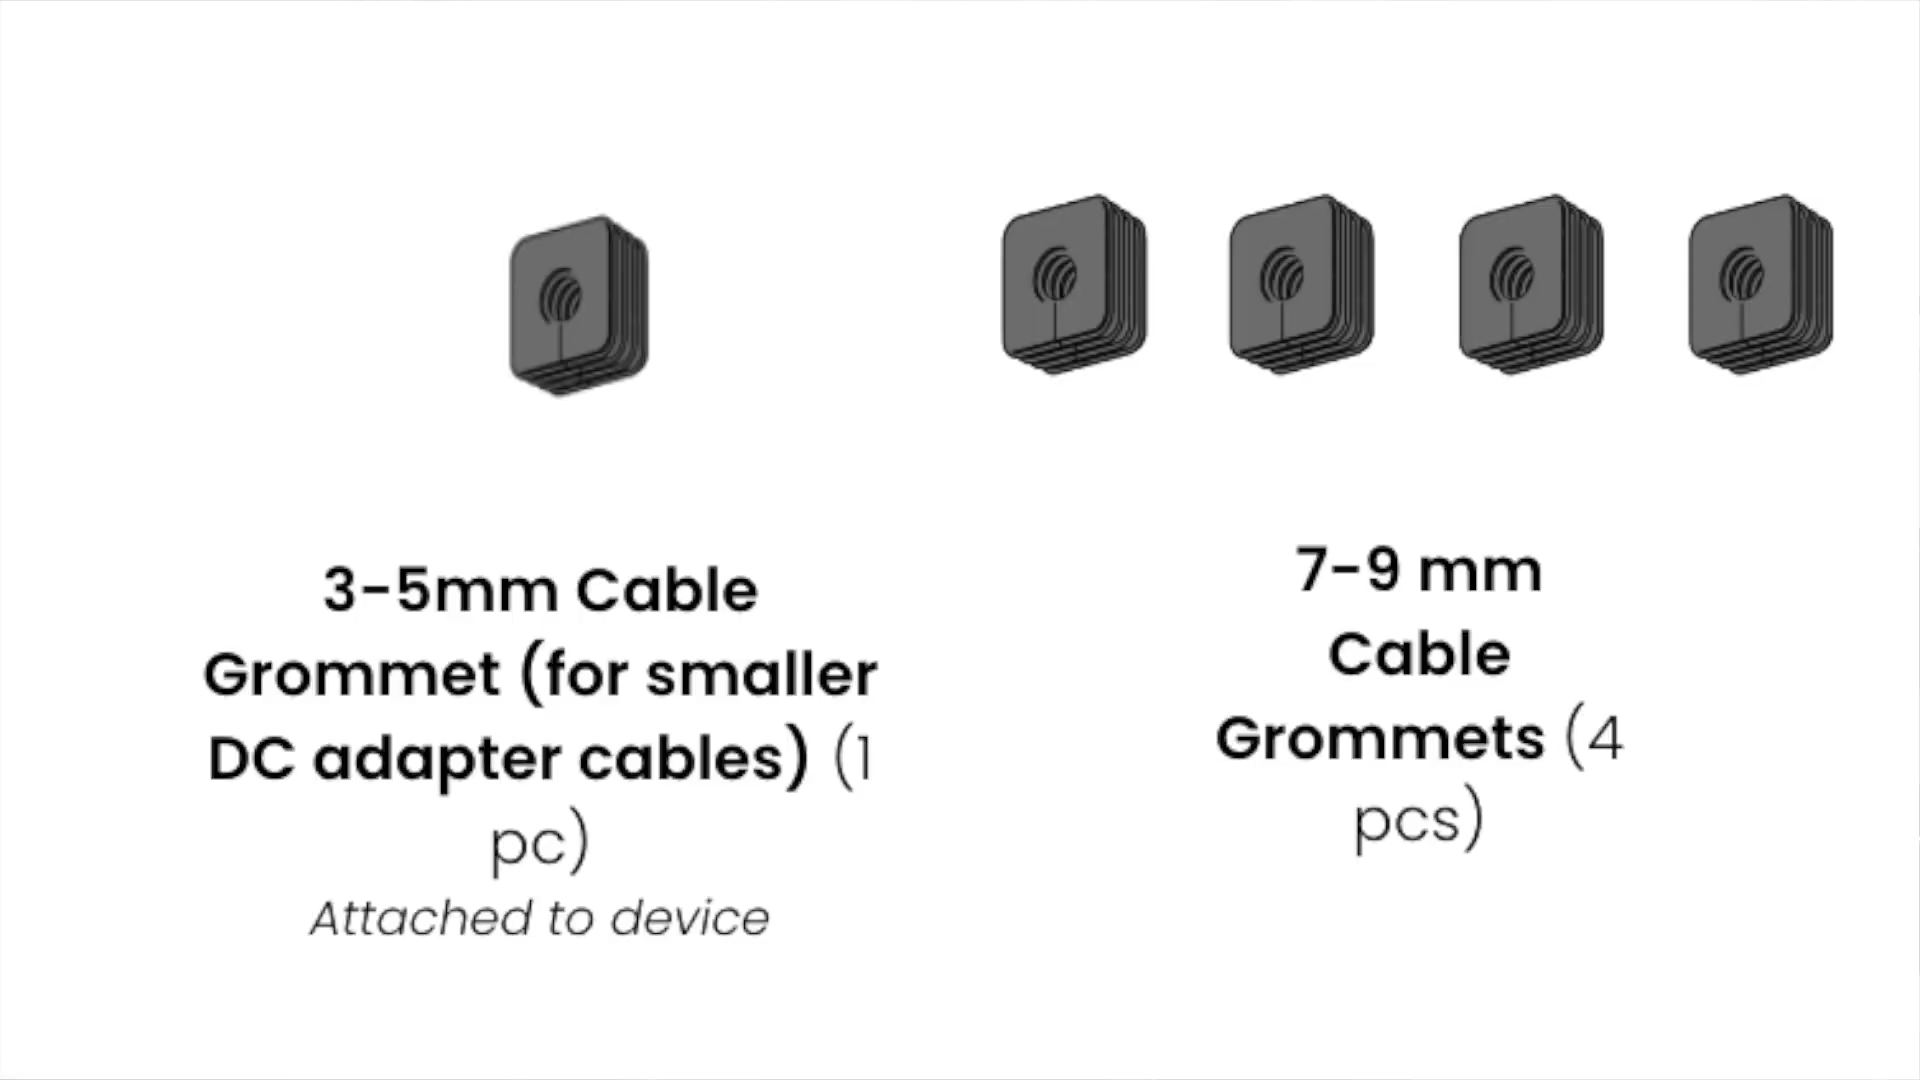 3-5mm Cable
Grommet (for smaller
DC adapter cables) (1
pc)
Attached to device
7-9 mm
Cable
Grommets (4
pcs)